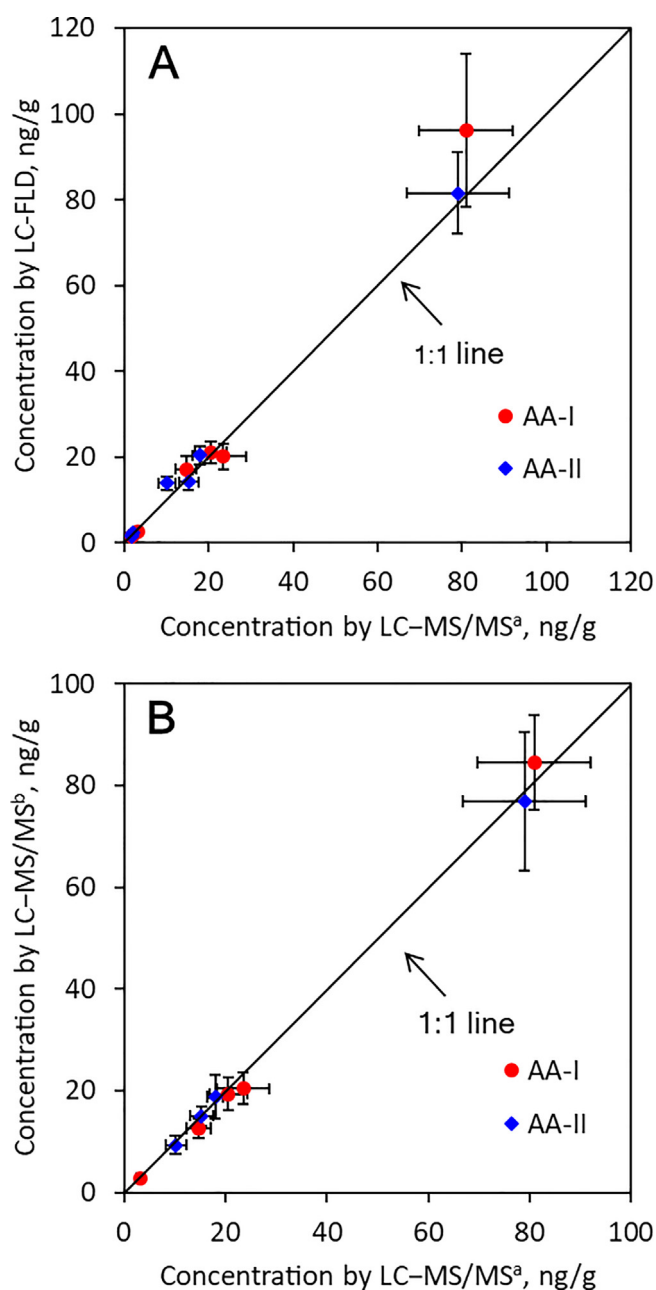 A
Concentration by LC-FLD, ng/g
120
100
80
60
40
20
0
1:1 line
AA-I
AA-II
0 20 40 60 80 100 120
Concentration by LC–MS/MSᵃ, ng/g
B
Concentration by LC–MS/MSᵇ, ng/g
100
80
60
40
20
0
1:1 line
AA-I
AA-II
0 20 40 60 80 100
Concentration by LC–MS/MSᵃ, ng/g